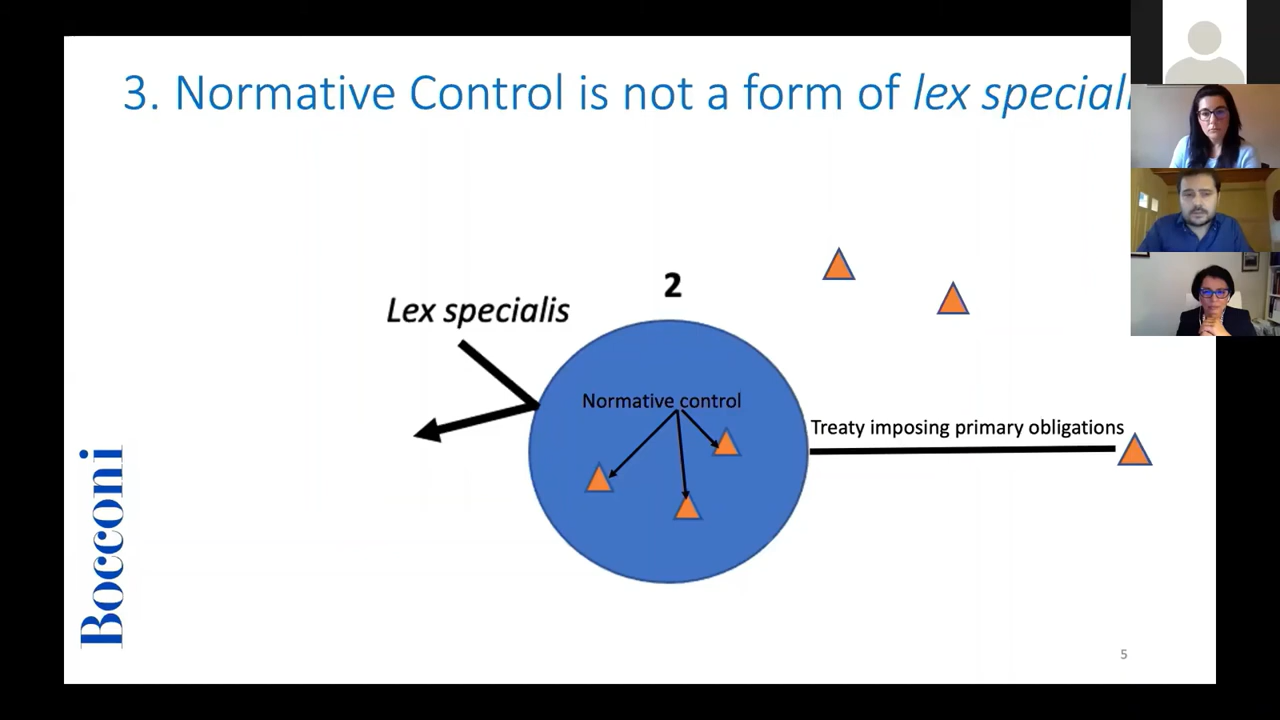 3. Normative Control is not a form of lex speciali
2
Lex specialis
Normative control
Treaty imposing primary obligations
Bocconi
5